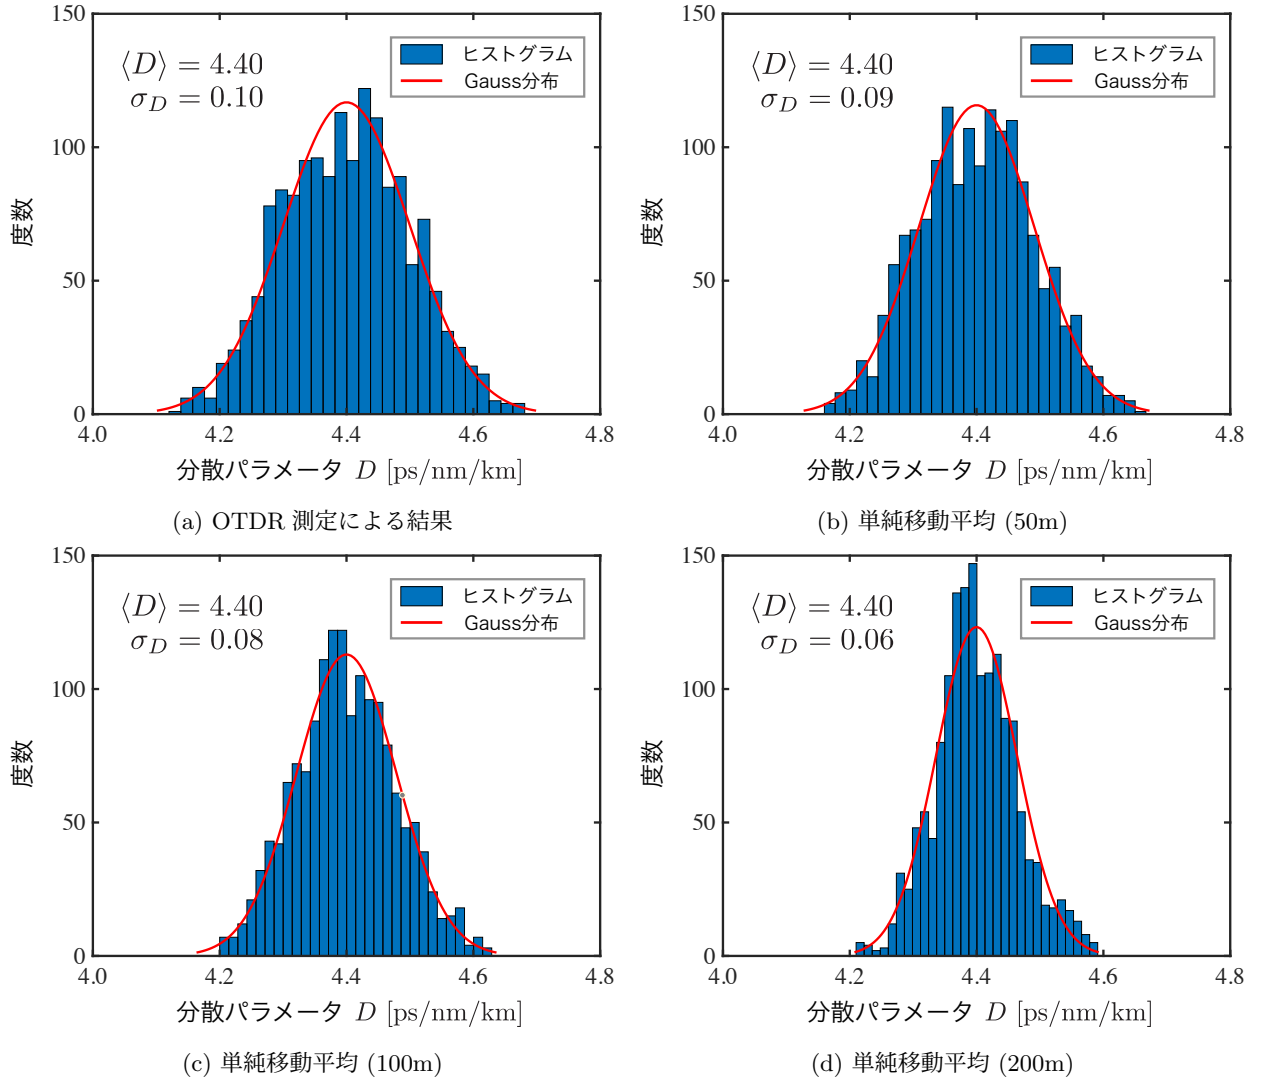 150
100
50
0
度数
⟨D⟩ = 4.40
σ_D = 0.10
ヒストグラム
Gauss分布
4.0 4.2 4.4 4.6 4.8
分散パラメータ D [ps/nm/km]
(a) OTDR 測定による結果
150
100
50
0
度数
⟨D⟩ = 4.40
σ_D = 0.09
ヒストグラム
Gauss分布
4.0 4.2 4.4 4.6 4.8
分散パラメータ D [ps/nm/km]
(b) 単純移動平均 (50m)
150
100
50
0
度数
⟨D⟩ = 4.40
σ_D = 0.08
ヒストグラム
Gauss分布
4.0 4.2 4.4 4.6 4.8
分散パラメータ D [ps/nm/km]
(c) 単純移動平均 (100m)
150
100
50
0
度数
⟨D⟩ = 4.40
σ_D = 0.06
ヒストグラム
Gauss分布
4.0 4.2 4.4 4.6 4.8
分散パラメータ D [ps/nm/km]
(d) 単純移動平均 (200m)